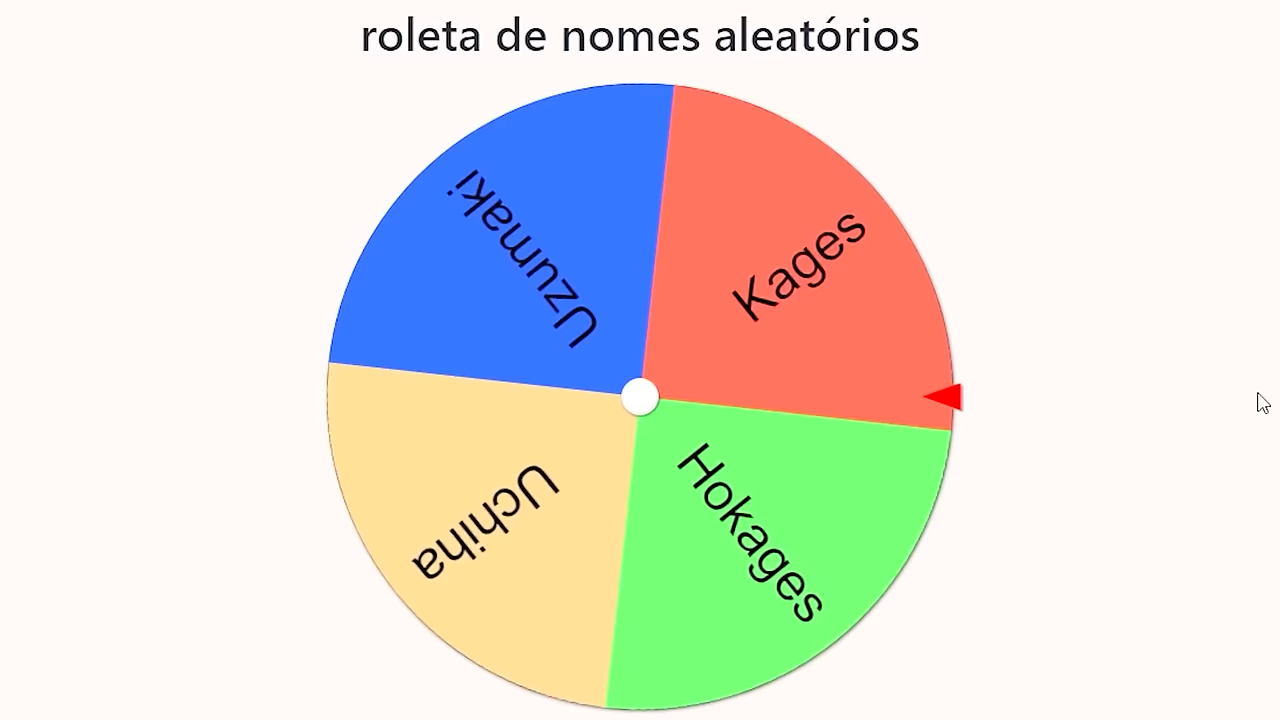 roleta de nomes aleatórios
Uzumaki
Kages
Uchiha
Hokages